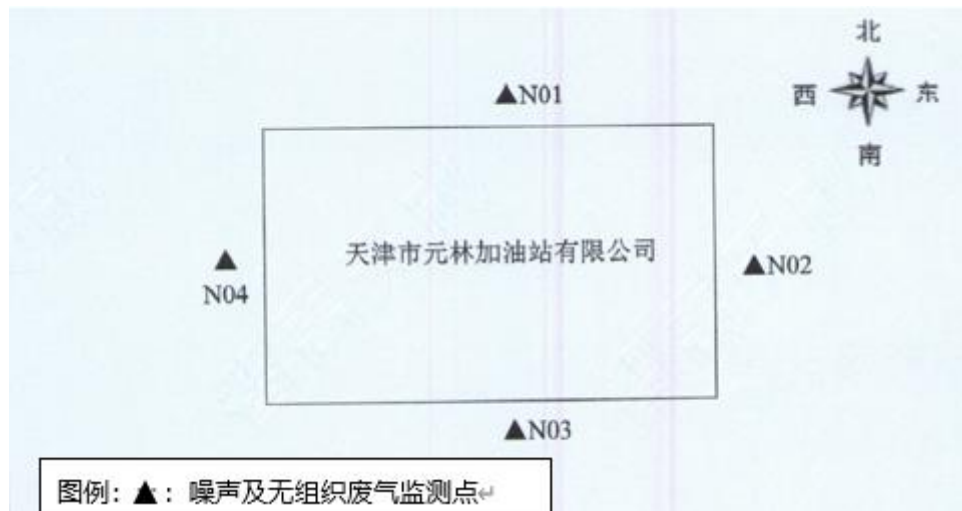 北
▲N01
西 东
南
天津市元林加油站有限公司
▲
N04
▲N02
▲N03
图例：▲：噪声及无组织废气监测点↵